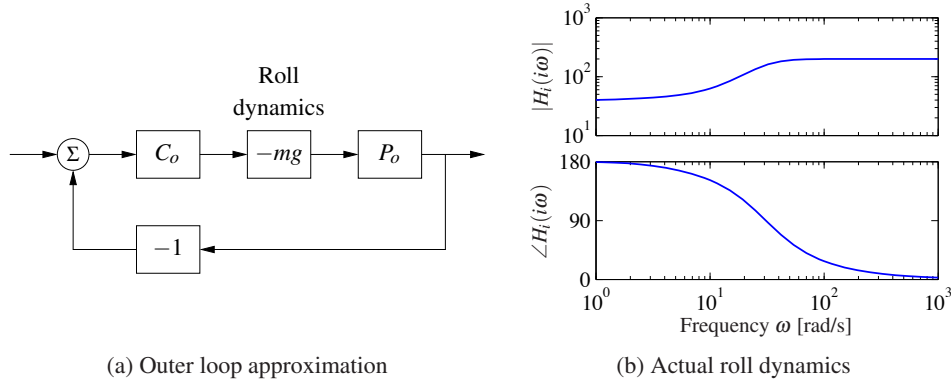 Roll
dynamics
Σ
C_o
−mg
P_o
−1
(a) Outer loop approximation
10^3
10^2
10^1
|H_i(iω)|
180
90
0
∠H_i(iω)
10^0 10^1 10^2 10^3
Frequency ω [rad/s]
(b) Actual roll dynamics